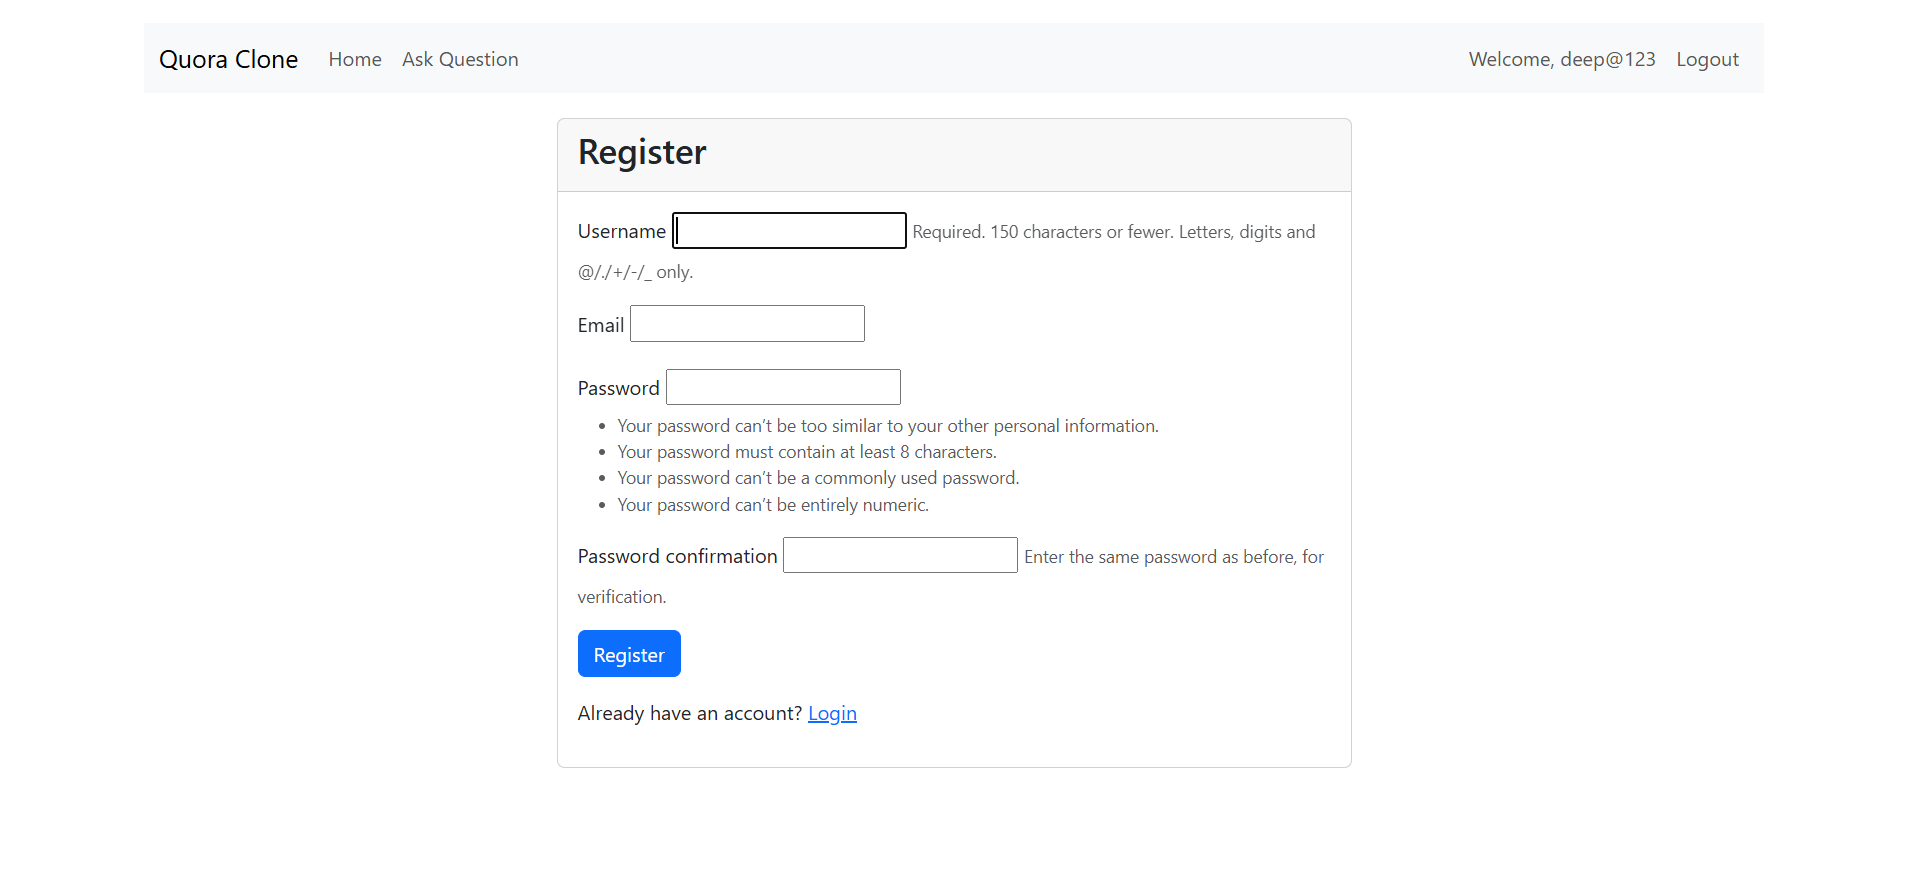 Quora Clone Home Ask Question Welcome, deep@123 Logout
Register
Username Required. 150 characters or fewer. Letters, digits and
@/./+/-/_ only.
Email
Password
• Your password can’t be too similar to your other personal information.
• Your password must contain at least 8 characters.
• Your password can’t be a commonly used password.
• Your password can’t be entirely numeric.
Password confirmation Enter the same password as before, for
verification.
Register
Already have an account? Login